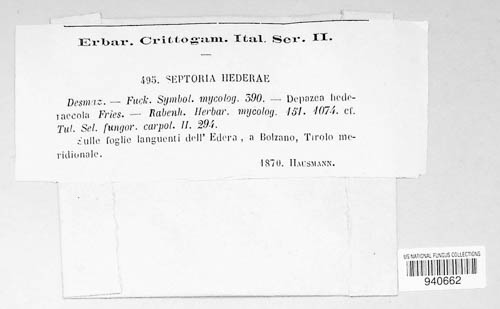 Erbar. Crittogam. Ital. Ser. II.
495. SEPTORIA HEDERAE
Desmaz. — Fuck. Symbol. mycolog. 390. — Depazea hede-
raecola Fries. — Rabenh. Herbar. mycolog. 151. 1074. cf.
Tul. Sel. fungor. carpol. II. 294.
Sulle foglie languenti dell' Edera, a Bolzano, Tirolo me-
ridionale.
1870. HAUSMANN.
US NATIONAL FUNGUS COLLECTIONS
940662